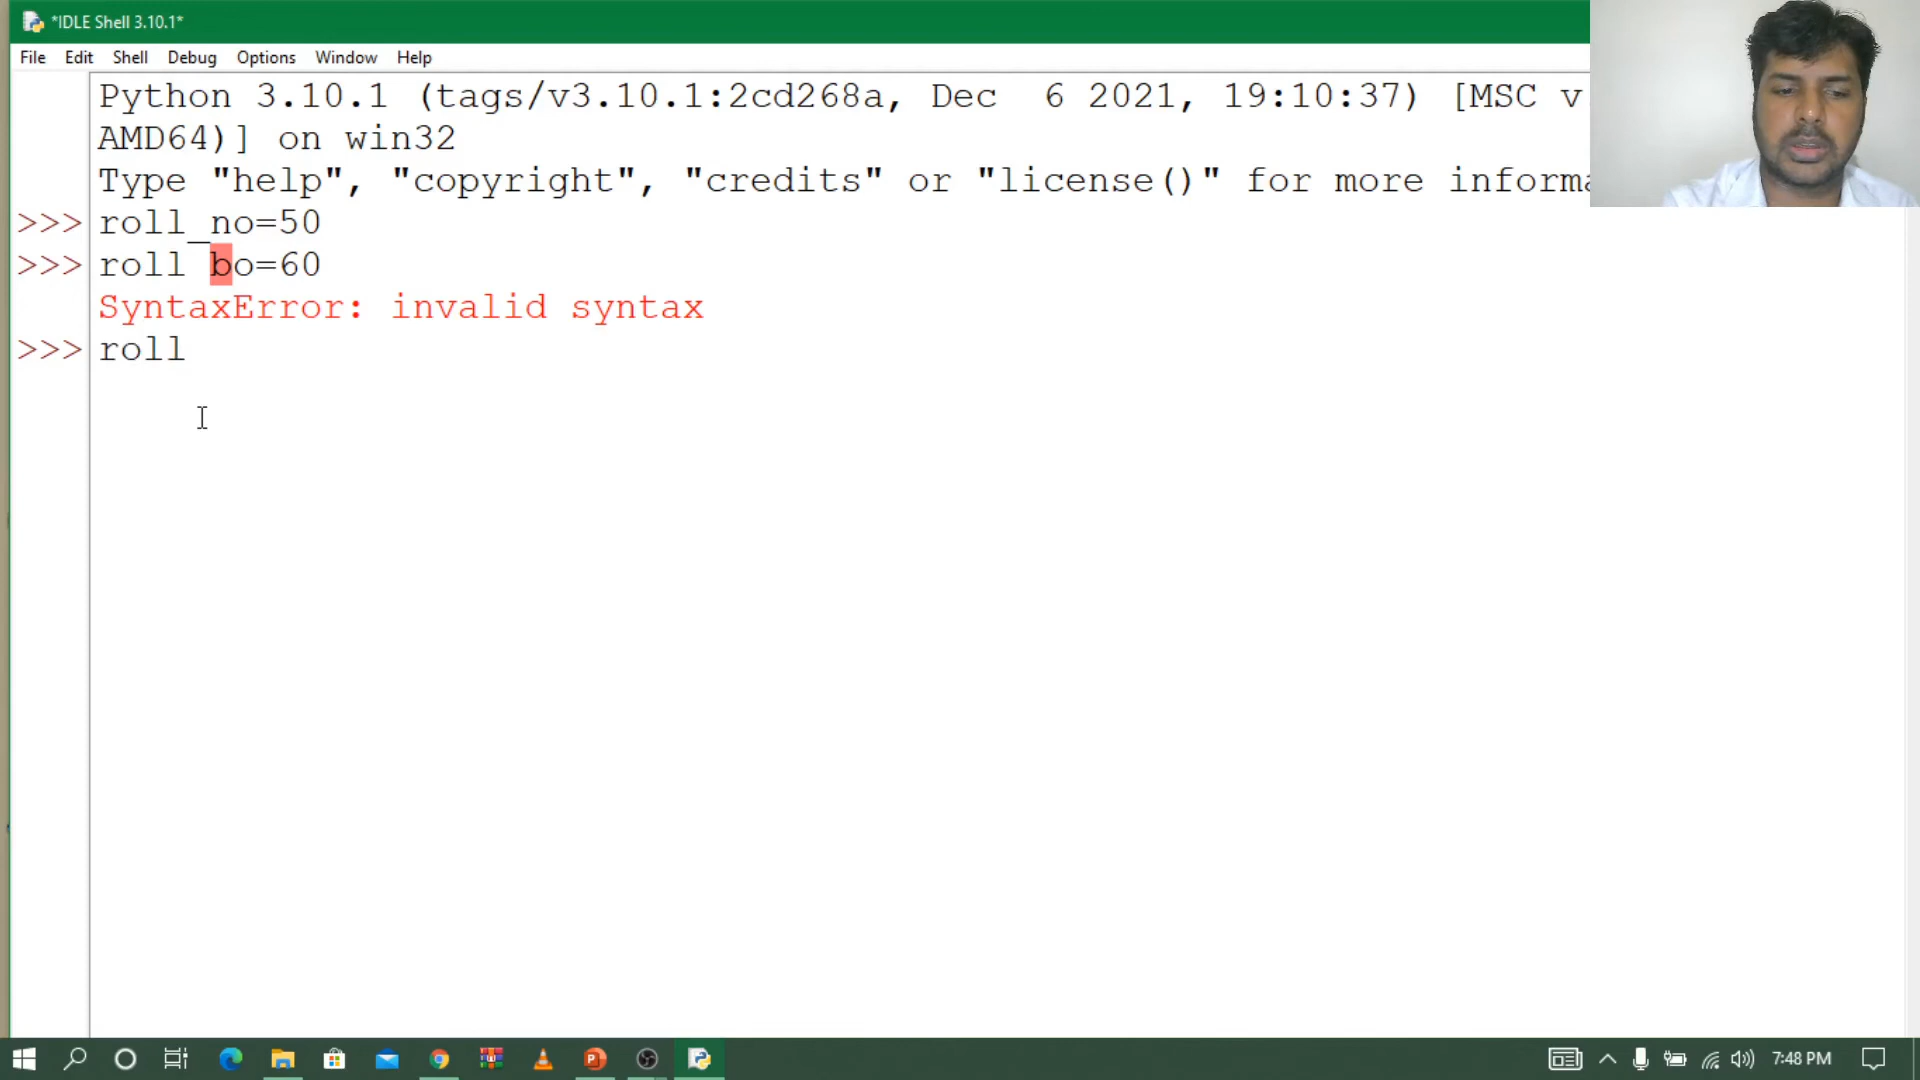 *IDLE Shell 3.10.1*
File Edit Shell Debug Options Window Help
Python 3.10.1 (tags/v3.10.1:2cd268a, Dec  6 2021, 19:10:37) [MSC v.
AMD64)] on win32
Type "help", "copyright", "credits" or "license()" for more informa
>>> roll_no=50
>>> roll bo=60
SyntaxError: invalid syntax
>>> roll
7:48 PM